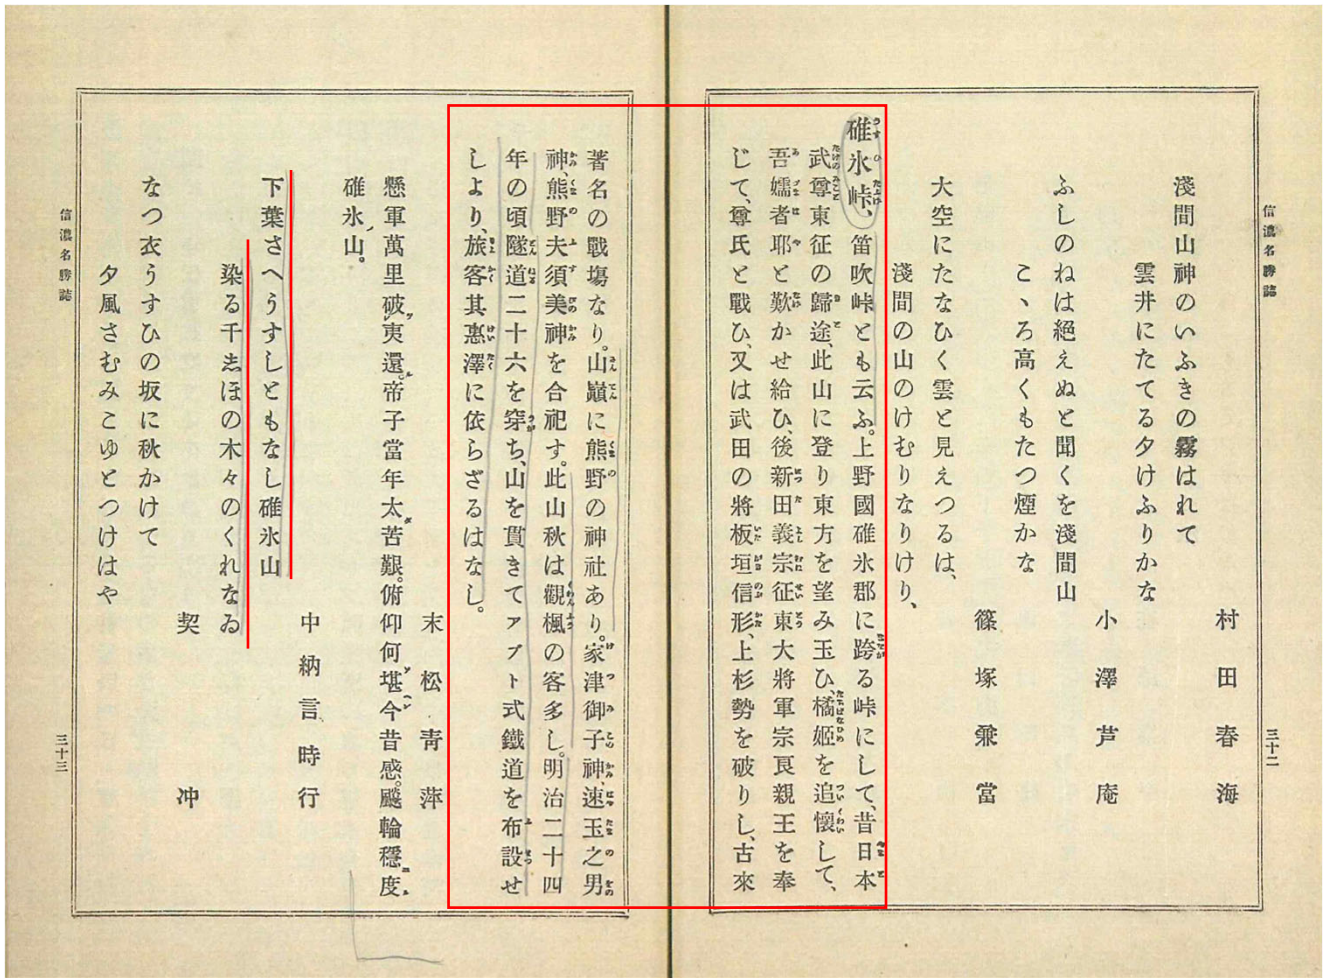 信濃名勝誌
三十二
淺間山神のいふきの霧はれて
雲井にたてる夕けふりかな
村田春海
ふしのねは絕えぬと聞くを淺間山
こゝろ高くもたつ煙かな
小澤芦庵
大空にたなひく雲と見えつるは、
淺間の山のけむりなりけり、
篠塚兼當
碓氷峠、笛吹峠とも云ふ。上野國碓氷郡に跨る峠にして、昔日本
武尊東征の歸途、此山に登り東方を望み玉ひ、橘姬を追懷して、
吾嬬者耶と歎かせ給ひ、後新田義宗征東大將軍宗良親王を奉
じて、尊氏と戰ひ、又は武田の將板垣信形、上杉勢を破りし、古來
著名の戰塲なり。山巓に熊野の神社あり。家津御子神、速玉之男
神、熊野夫須美神を合祀す。此山秋は觀楓の客多し。明治二十四
年の頃隧道二十六を穿ち、山を貫きてアプト式鐵道を布設せ
しより、旅客其惠澤に依らざるはなし。
末松青萍
懸軍萬里破夷還。帝子當年太苦艱。俯仰何堪今昔感。飈輪穩度
碓氷山。
中納言時行
下葉さへうすしともなし碓氷山
染る千ゑほの木々のくれなゐ
契冲
なつ衣うすひの坂に秋かけて
夕風さむみこゆとつけはや
信濃名勝誌
三十三